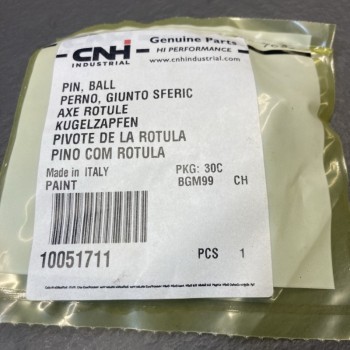 CNHi
INDUSTRIAL
Genuine Parts
HI PERFORMANCE
www.cnhindustrial.com
PIN, BALL
PERNO, GIUNTO SFERIC
AXE ROTULE
KUGELZAPFEN
PIVOTE DE LA ROTULA
PINO COM ROTULA
Made in ITALY PKG: 30C
PAINT BGM99 CH
10051711 PCS 1